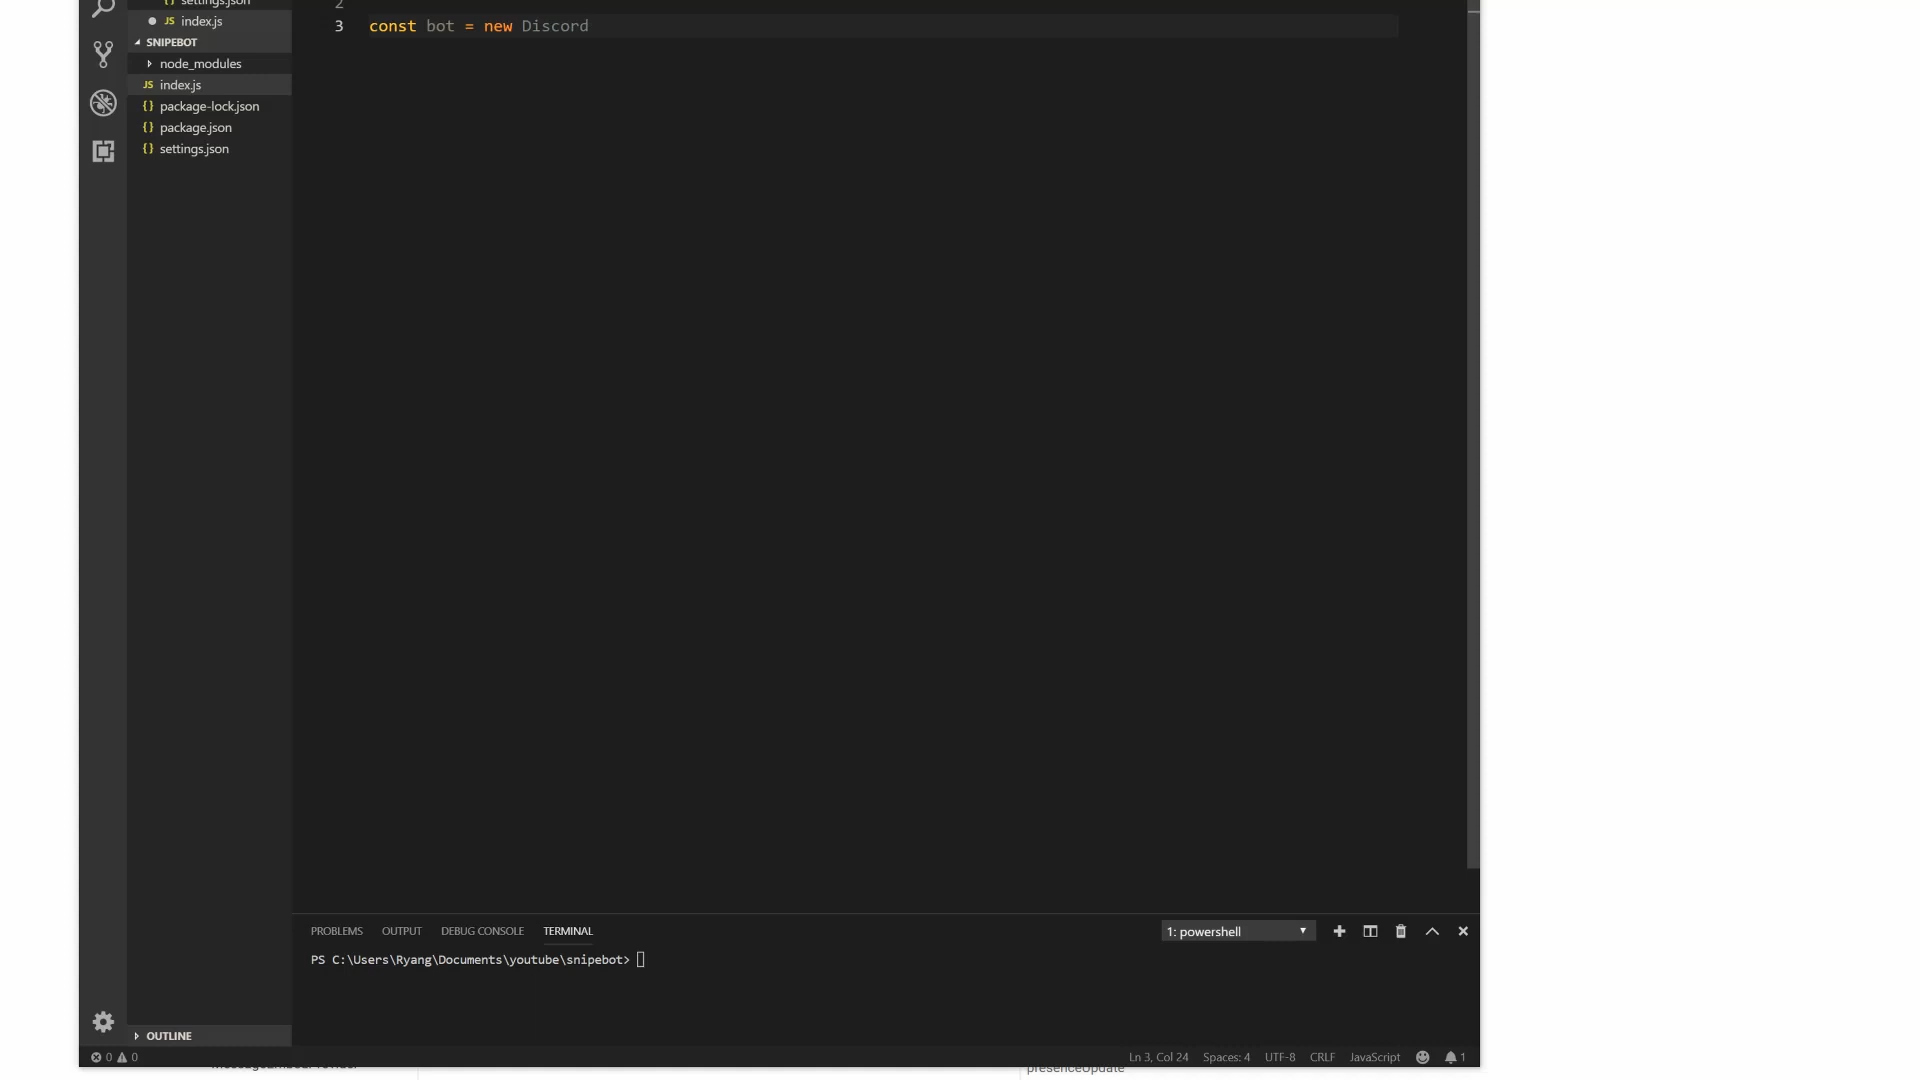 settings.json
index.js
SNIPEBOT
node_modules
index.js
package-lock.json
package.json
settings.json
2
3 const bot = new Discord
PROBLEMS OUTPUT DEBUG CONSOLE TERMINAL 1: powershell
PS C:\Users\Ryang\Documents\youtube\snipebot>
OUTLINE
0 0 Ln 3, Col 24 Spaces: 4 UTF-8 CRLF JavaScript 1
presenceUpdate